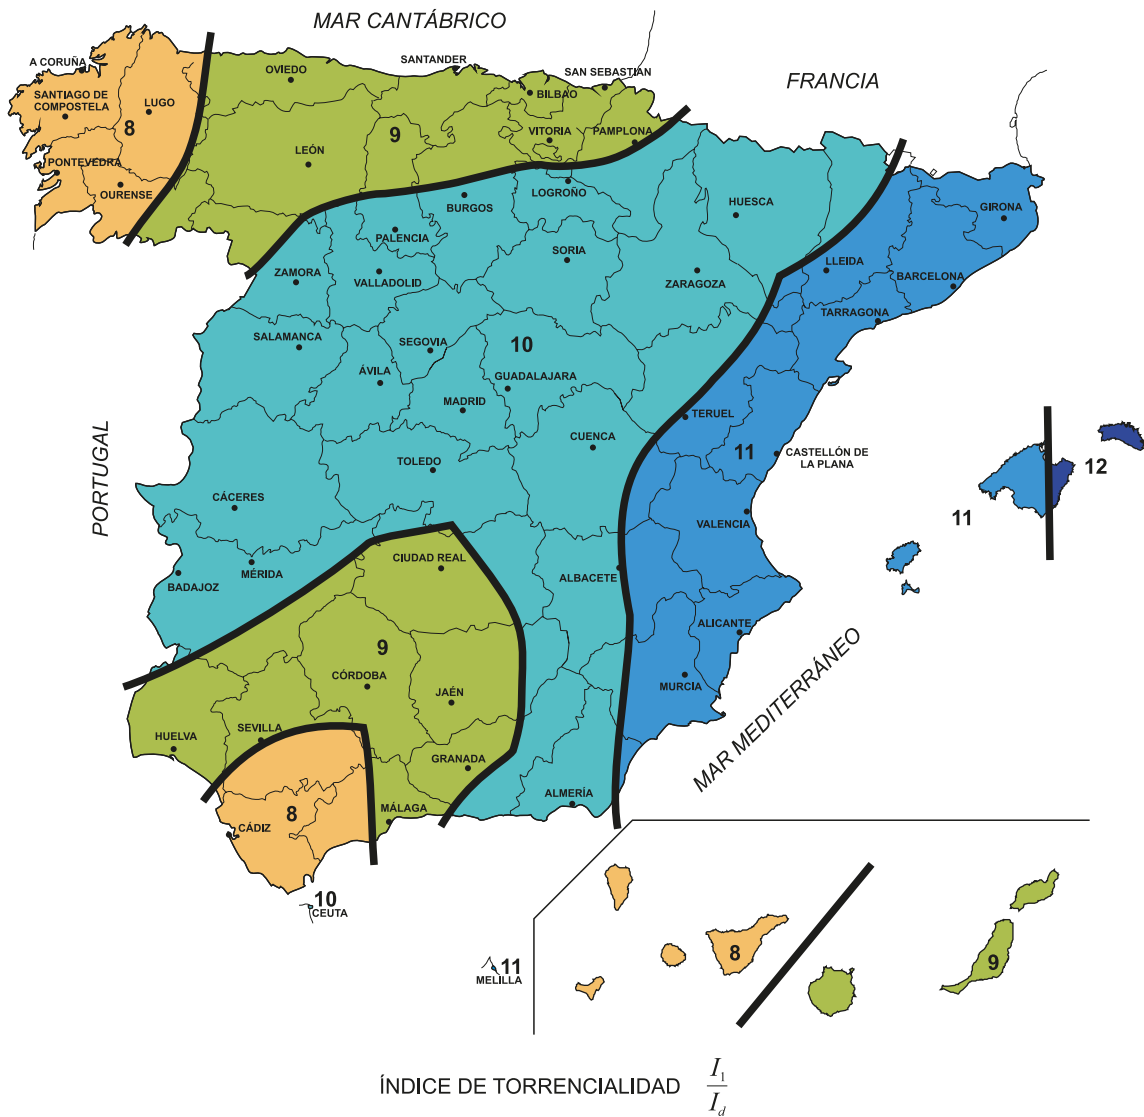 MAR CANTÁBRICO
A CORUÑA
SANTIAGO DE
COMPOSTELA
LUGO
8
PONTEVEDRA
OURENSE
OVIEDO
SANTANDER
SAN SEBASTIAN
BILBAO
9
VITORIA
PAMPLONA
LEÓN
FRANCIA
LOGROÑO
BURGOS
HUESCA
GIRONA
PALENCIA
SORIA
ZAMORA
VALLADOLID
ZARAGOZA
LLEIDA
BARCELONA
TARRAGONA
SALAMANCA
SEGOVIA
10
ÁVILA
GUADALAJARA
MADRID
TERUEL
CUENCA
11
CASTELLÓN DE
LA PLANA
TOLEDO
PORTUGAL
CÁCERES
VALENCIA
11
12
CIUDAD REAL
MÉRIDA
BADAJOZ
ALBACETE
ALICANTE
9
CÓRDOBA
JAÉN
MURCIA
MAR MEDITERRÁNEO
HUELVA
SEVILLA
GRANADA
ALMERÍA
MÁLAGA
8
CÁDIZ
10
CEUTA
11
MELILLA
8
9
ÍNDICE DE TORRENCIALIDAD
I₁
I_d